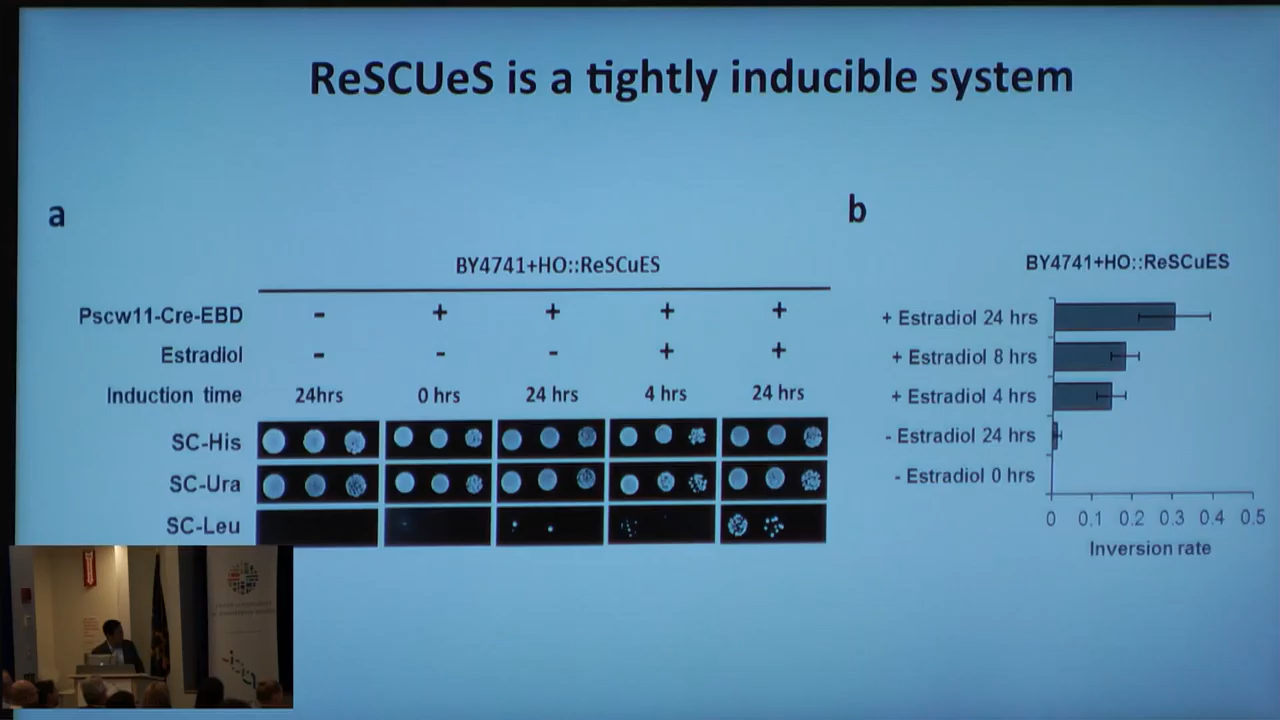 ReSCUeS is a tightly inducible system
a
BY4741+HO::ReSCuES
Pscw11-Cre-EBD - + + + +
Estradiol - - - + +
Induction time 24hrs 0 hrs 24 hrs 4 hrs 24 hrs
SC-His
SC-Ura
SC-Leu
b
BY4741+HO::ReSCuES
+ Estradiol 24 hrs
+ Estradiol 8 hrs
+ Estradiol 4 hrs
- Estradiol 24 hrs
- Estradiol 0 hrs
0 0.1 0.2 0.3 0.4 0.5
Inversion rate